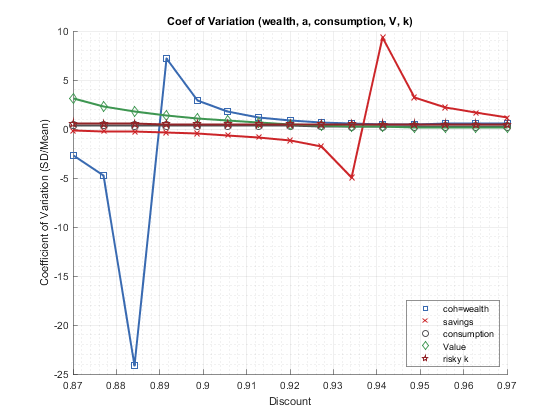 Coef of Variation (wealth, a, consumption, V, k)
10
5
0
-5
-10
-15
-20
-25
Coefficient of Variation (SD/Mean)
0.87 0.88 0.89 0.9 0.91 0.92 0.93 0.94 0.95 0.96 0.97
Discount
coh=wealth
savings
consumption
Value
risky k